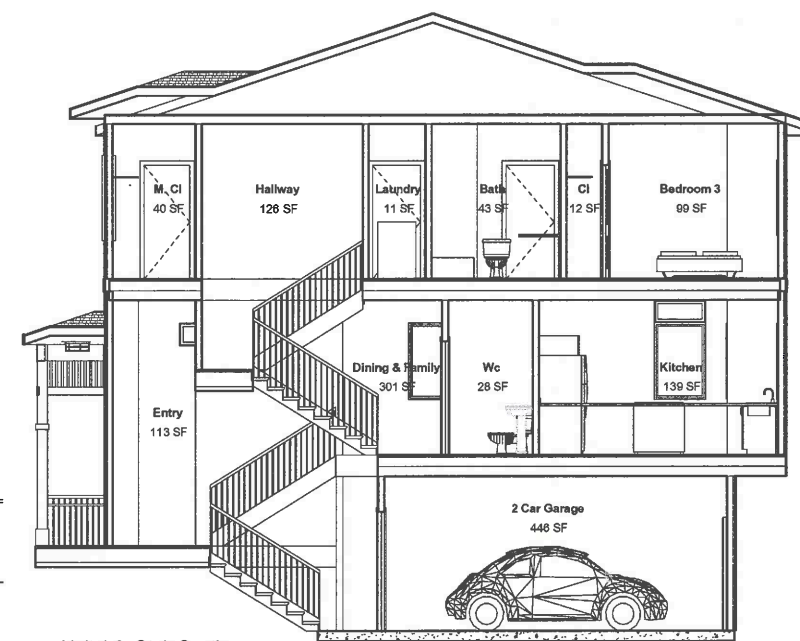 M. Cl
40 SF
Hallway
126 SF
Laundry
11 SF
Bath
43 SF
Cl
12 SF
Bedroom 3
99 SF
Dining & Family
301 SF
Wc
28 SF
Kitchen
139 SF
Entry
113 SF
2 Car Garage
446 SF